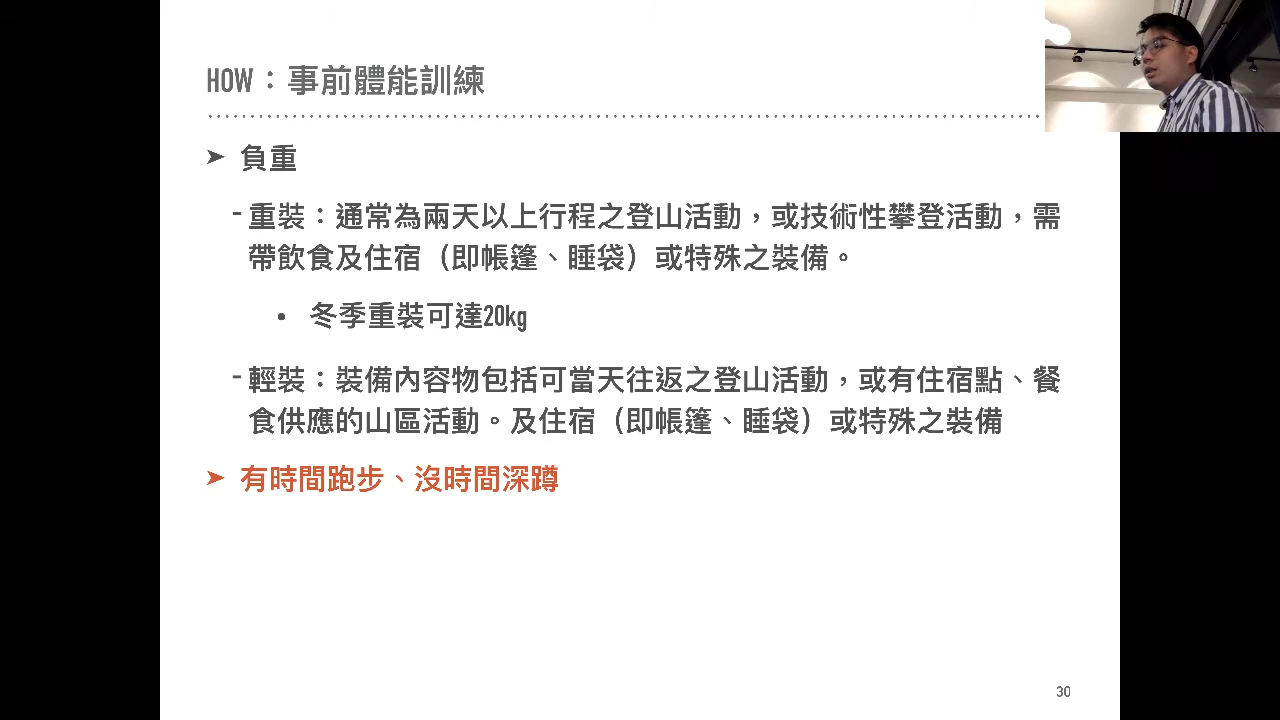 HOW：事前體能訓練
➤ 負重
- 重裝：通常為兩天以上行程之登山活動，或技術性攀登活動，需
帶飲食及住宿（即帳篷、睡袋）或特殊之裝備。
• 冬季重裝可達20kg
- 輕裝：裝備內容物包括可當天往返之登山活動，或有住宿點、餐
食供應的山區活動。及住宿（即帳篷、睡袋）或特殊之裝備
➤ 有時間跑步、沒時間深蹲
30